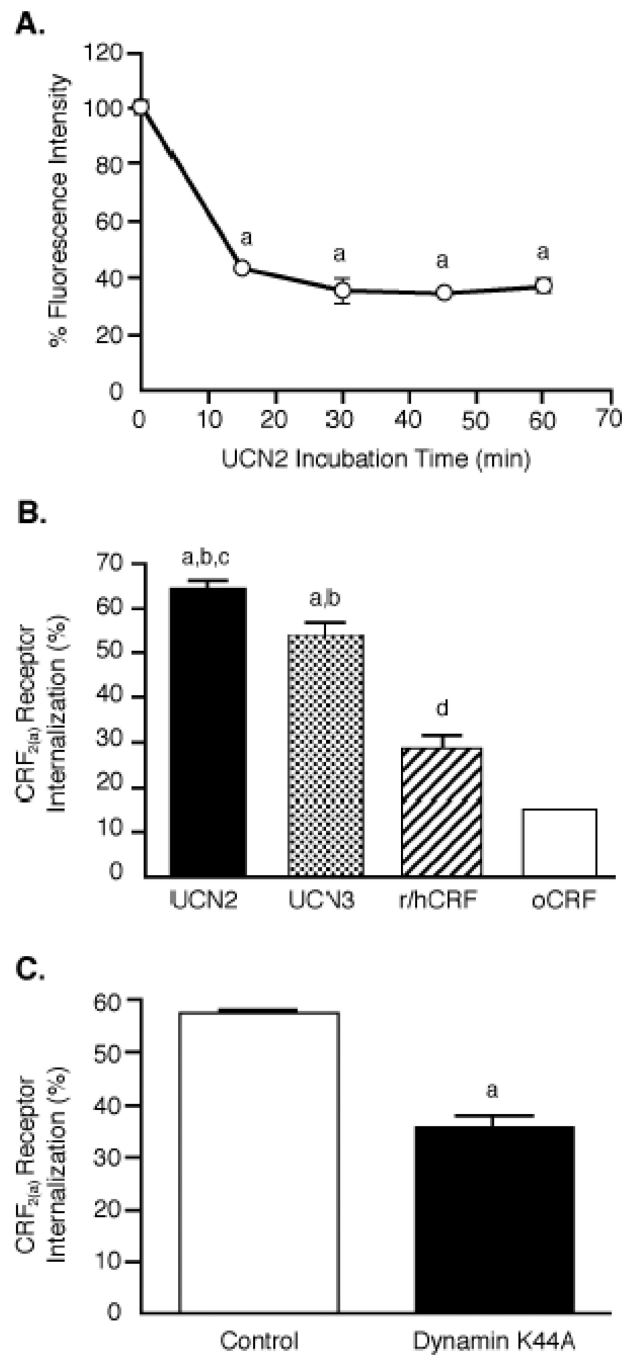 A.
% Fluorescence Intensity
120
100
80
60
40
20
0
a
a
a
a
0 10 20 30 40 50 60 70
UCN2 Incubation Time (min)
B.
CRF2(a) Receptor
Internalization (%)
70
60
50
40
30
20
10
0
a,b,c
a,b
d
UCN2 UCN3 r/hCRF oCRF
C.
CRF2(a) Receptor
Internalization (%)
60
50
40
30
20
10
0
a
Control Dynamin K44A